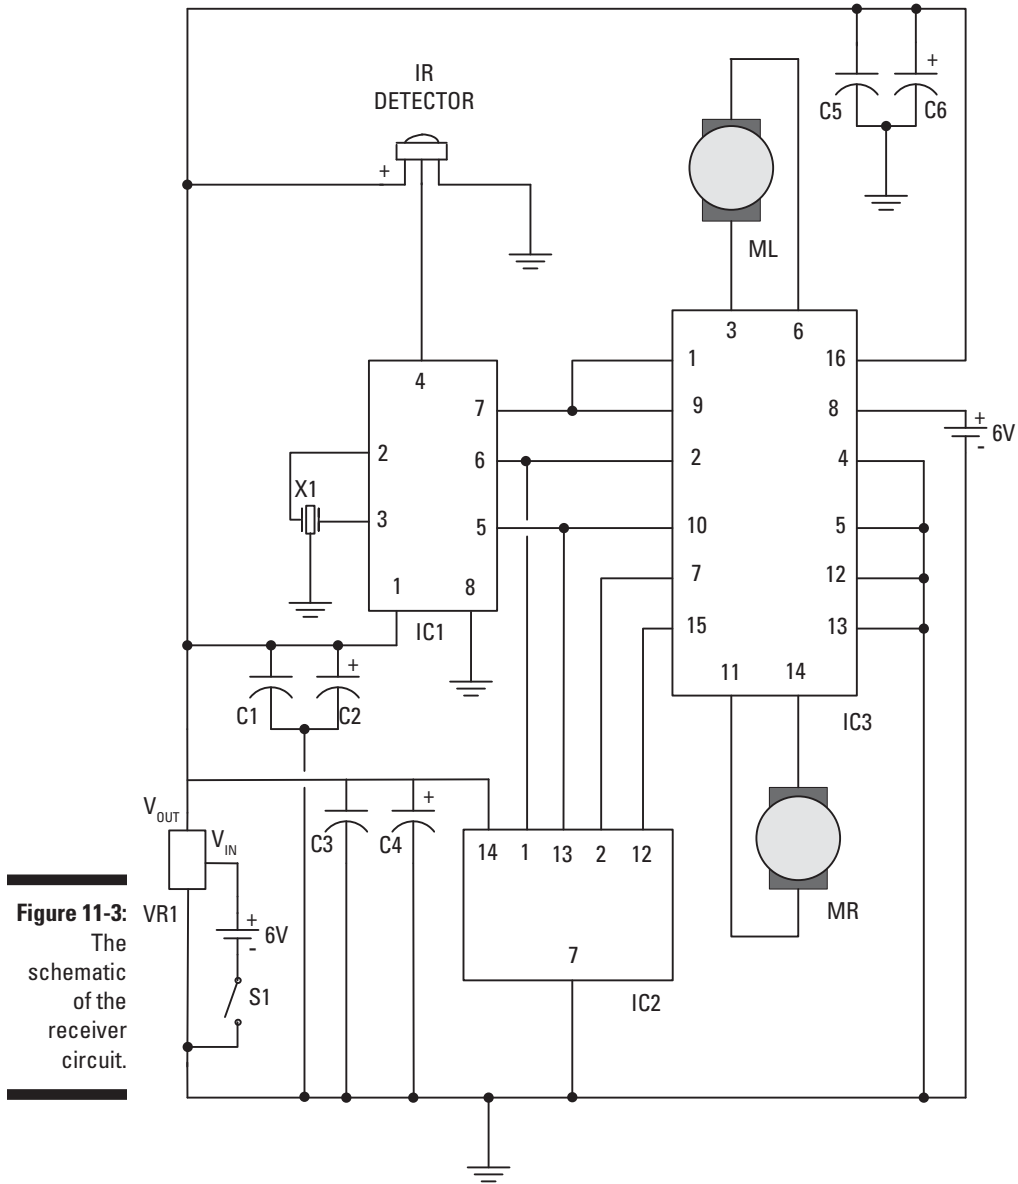 IR
DETECTOR
+
+
C5
C6
ML
3
6
4
1
16
7
9
8
+
6V
-
2
6
2
4
X1
3
5
10
5
7
12
1
8
15
13
IC1
11
14
+
IC3
C1
C2
VOUT
+
VIN
C3
C4
14
1
13
2
12
Figure 11-3:
The
schematic
of the
receiver
circuit.
VR1
+
6V
-
MR
7
S1
IC2